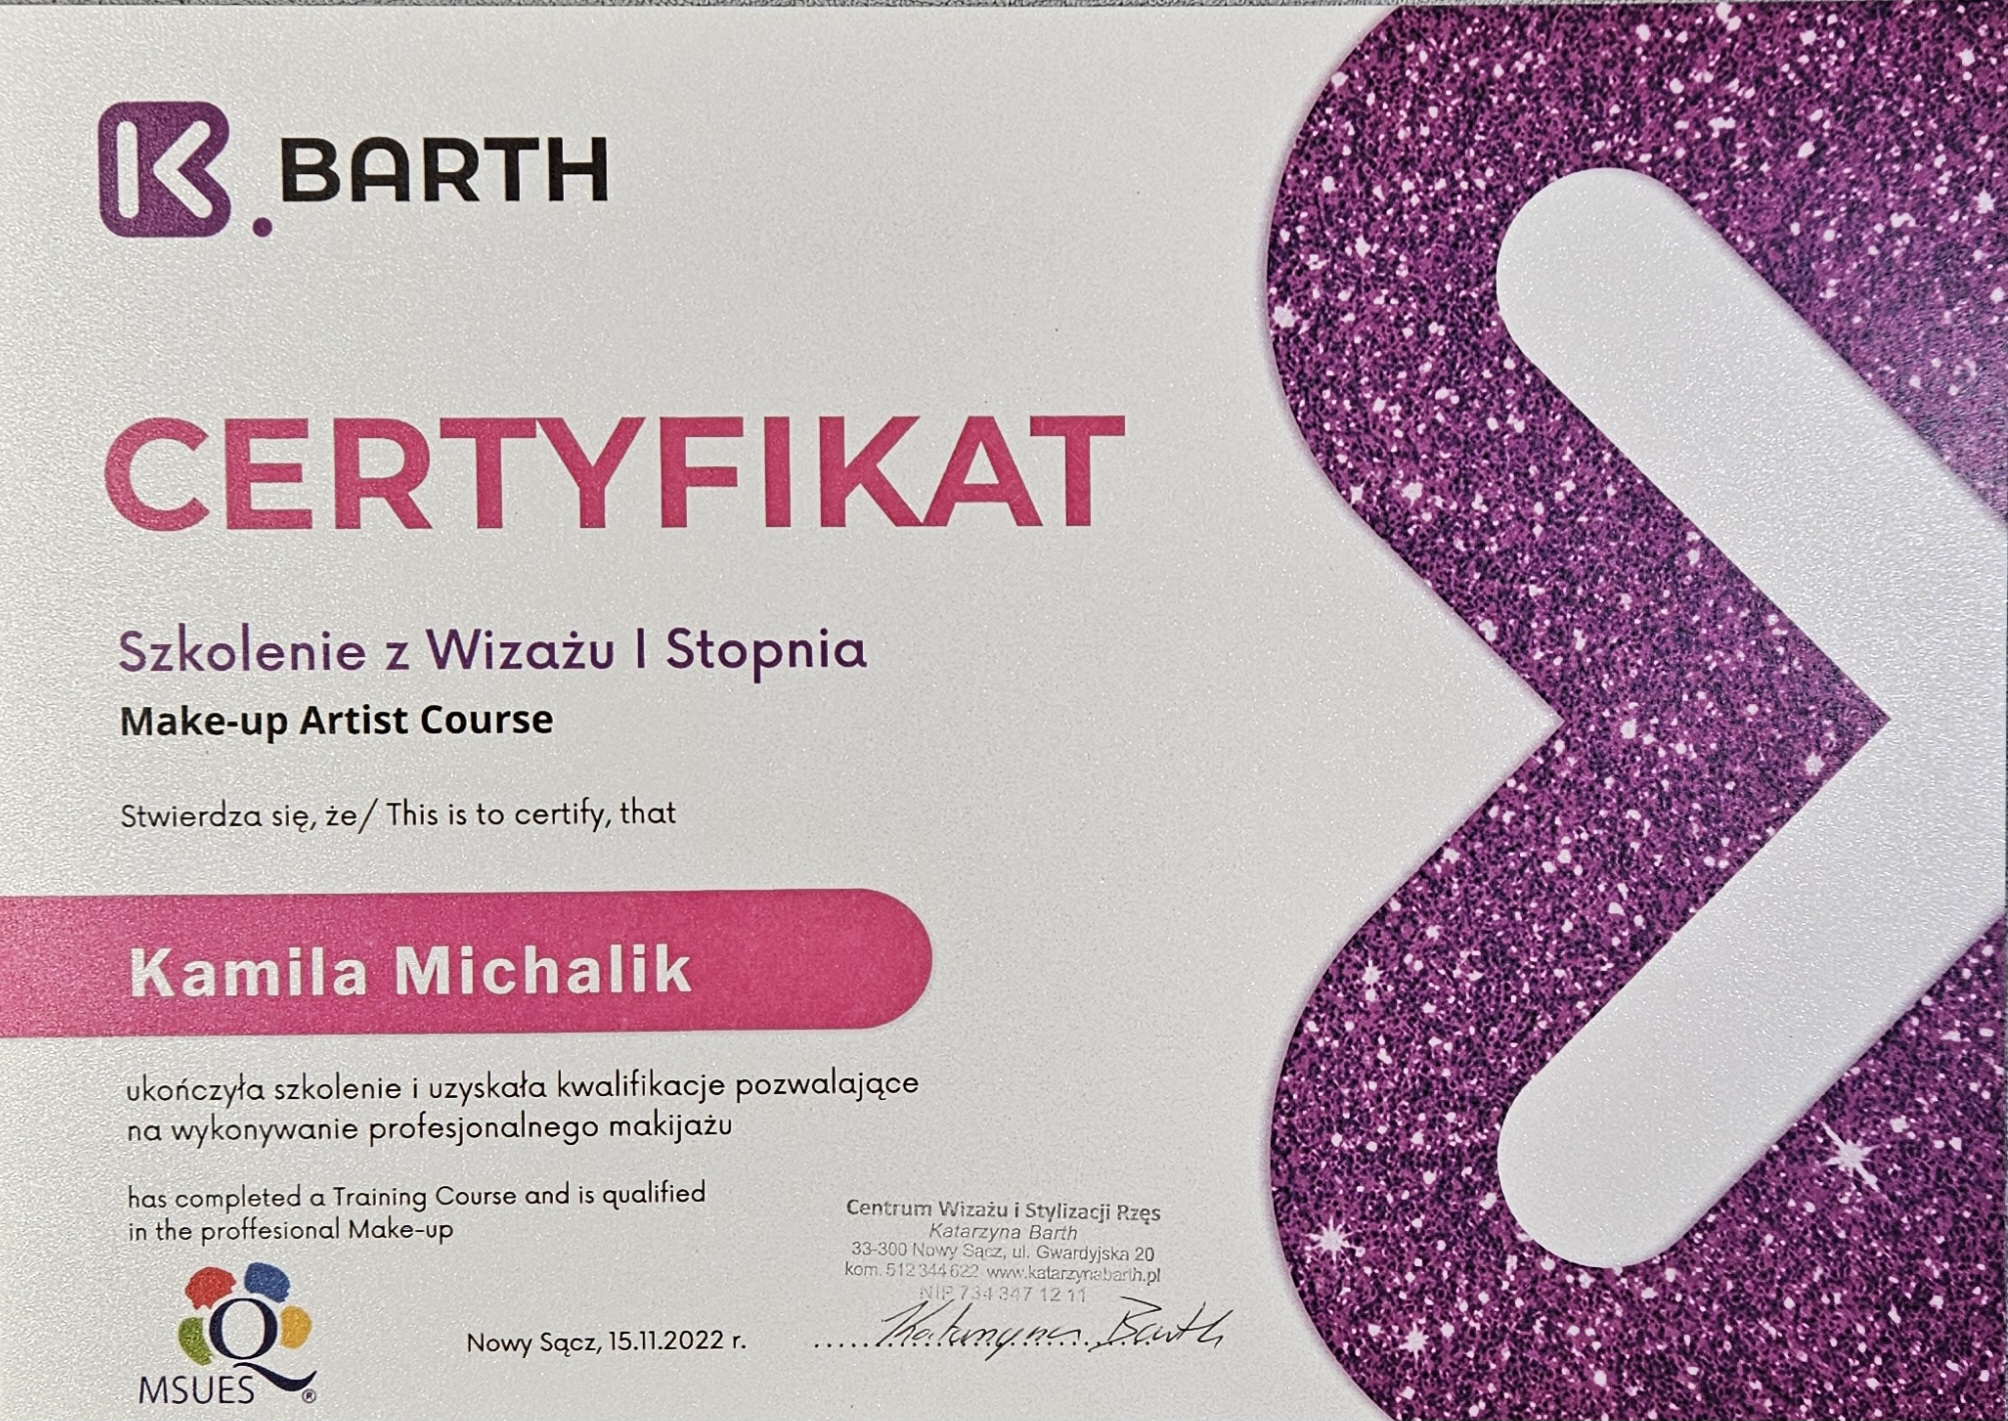 K. BARTH
CERTYFIKAT
Szkolenie z Wizażu I Stopnia
Make-up Artist Course
Stwierdza się, że/ This is to certify, that
Kamila Michalik
ukończyła szkolenie i uzyskała kwalifikacje pozwalające
na wykonywanie profesjonalnego makijażu
has completed a Training Course and is qualified
in the proffesional Make-up
Centrum Wizażu i Stylizacji Rzęs
Katarzyna Barth
33-300 Nowy Sącz, ul. Gwardyjska 20
kom. 512 344 622 www.katarzynabarth.pl
NIP 734 347 12 11
Katarzyna Barth
Nowy Sącz, 15.11.2022 r.
Q
MSUES ®